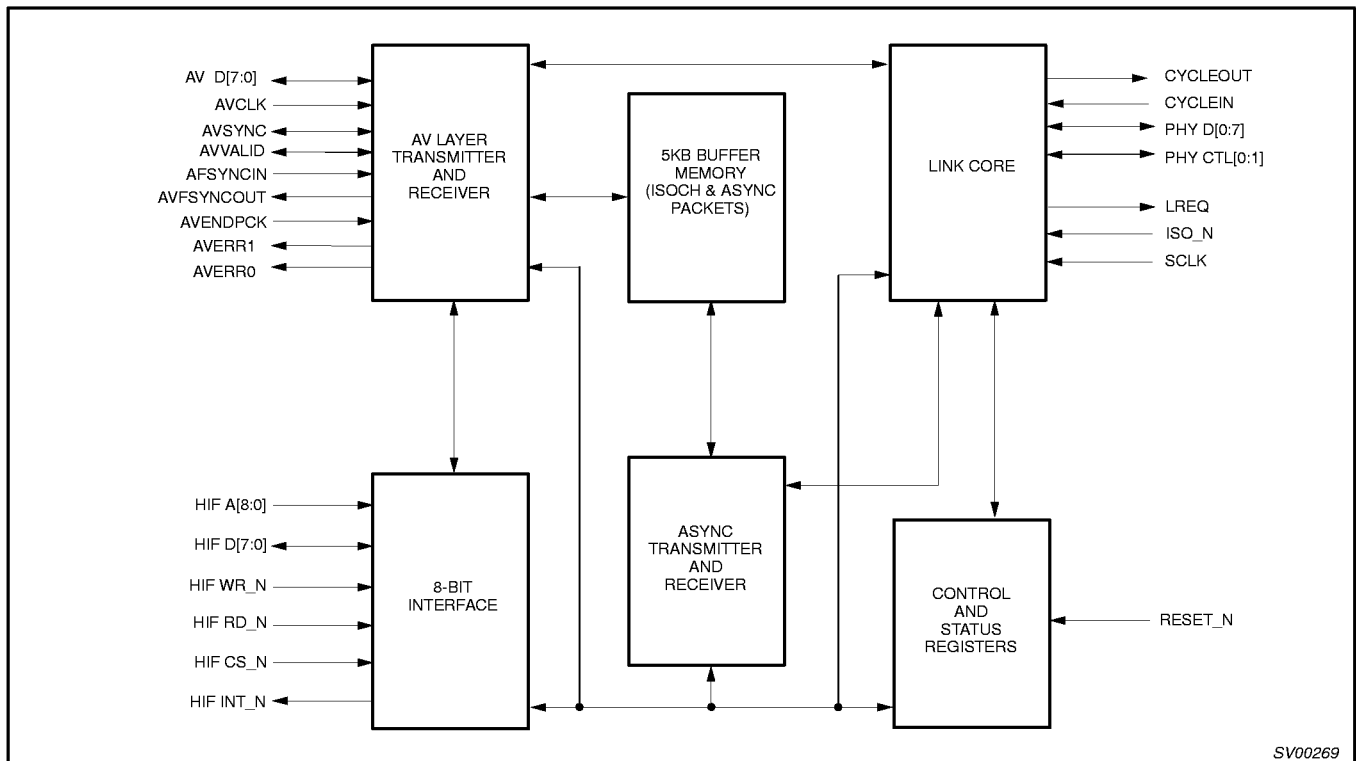 AV D[7:0]
AVCLK
AVSYNC
AVVALID
AFSYNCIN
AVFSYNCOUT
AVENDPCK
AVERR1
AVERR0
AV LAYER
TRANSMITTER
AND
RECEIVER
5KB BUFFER
MEMORY
(ISOCH & ASYNC
PACKETS)
LINK CORE
CYCLEOUT
CYCLEIN
PHY D[0:7]
PHY CTL[0:1]
LREQ
ISO_N
SCLK
HIF A[8:0]
HIF D[7:0]
HIF WR_N
HIF RD_N
HIF CS_N
HIF INT_N
8-BIT
INTERFACE
ASYNC
TRANSMITTER
AND
RECEIVER
CONTROL
AND
STATUS
REGISTERS
RESET_N
SV00269